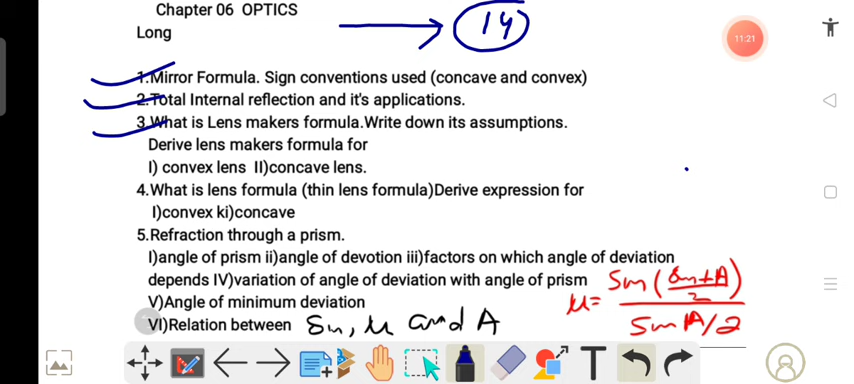 Chapter 06 OPTICS
Long
14
11:21
1.Mirror Formula. Sign conventions used (concave and convex)
2.Total Internal reflection and it's applications.
3.What is Lens makers formula.Write down its assumptions.
Derive lens makers formula for
I) convex lens II)concave lens.
4.What is lens formula (thin lens formula)Derive expression for
I)convex ki)concave
5.Refraction through a prism.
I)angle of prism ii)angle of devotion iii)factors on which angle of deviation
depends IV)variation of angle of deviation with angle of prism
V)Angle of minimum deviation
VI)Relation between δm, μ and A
μ= Sin(δm+A/2) / Sin A/2
T